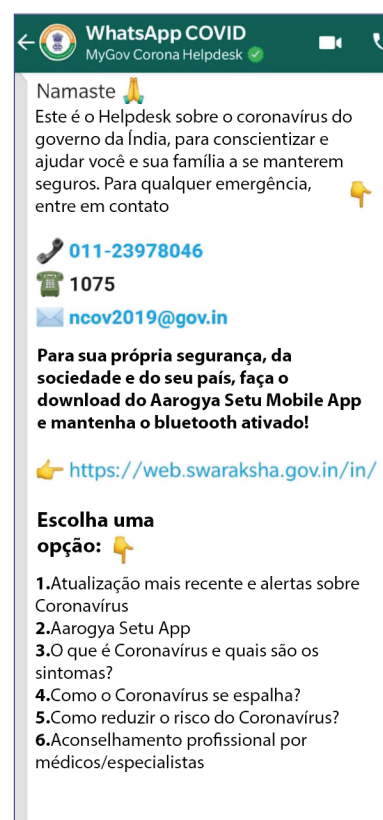 WhatsApp COVID
MyGov Corona Helpdesk
Namaste
Este é o Helpdesk sobre o coronavírus do
governo da Índia, para conscientizar e
ajudar você e sua família a se manterem
seguros. Para qualquer emergência,
entre em contato
011-23978046
1075
ncov2019@gov.in
Para sua própria segurança, da
sociedade e do seu país, faça o
download do Aarogya Setu Mobile App
e mantenha o bluetooth ativado!
https://web.swaraksha.gov.in/in/
Escolha uma
opção:
1.Atualização mais recente e alertas sobre
Coronavírus
2.Aarogya Setu App
3.O que é Coronavírus e quais são os
sintomas?
4.Como o Coronavírus se espalha?
5.Como reduzir o risco do Coronavírus?
6.Aconselhamento profissional por
médicos/especialistas